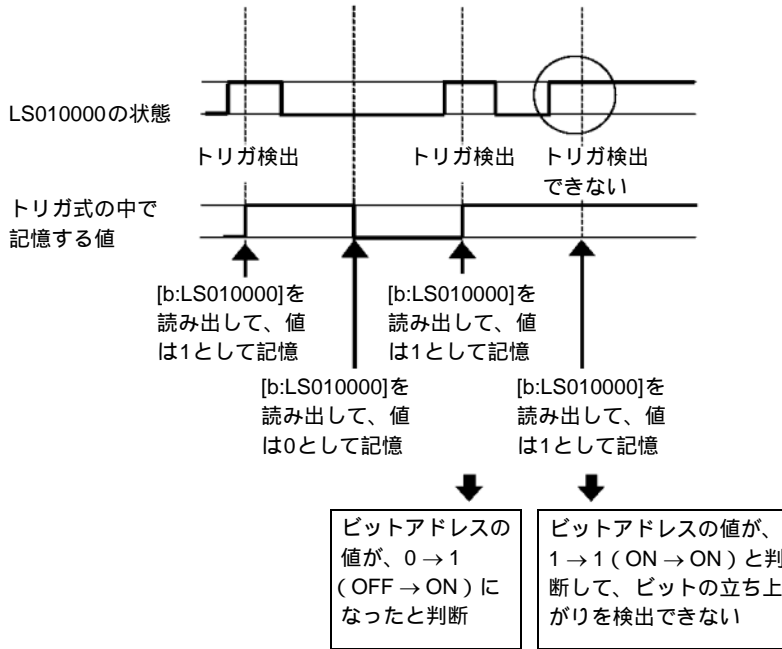 LS010000の状態
トリガ検出
トリガ検出
トリガ検出
できない
トリガ式の中で
記憶する値
[b:LS010000]を
読み出して、値
は1として記憶
[b:LS010000]を
読み出して、値
は1として記憶
[b:LS010000]を
読み出して、値
は0として記憶
[b:LS010000]を
読み出して、値
は1として記憶
ビットアドレスの
値が、0 → 1
（OFF → ON）に
なったと判断
ビットアドレスの値が、
1 → 1（ON → ON）と判
断して、ビットの立ち上
がりを検出できない